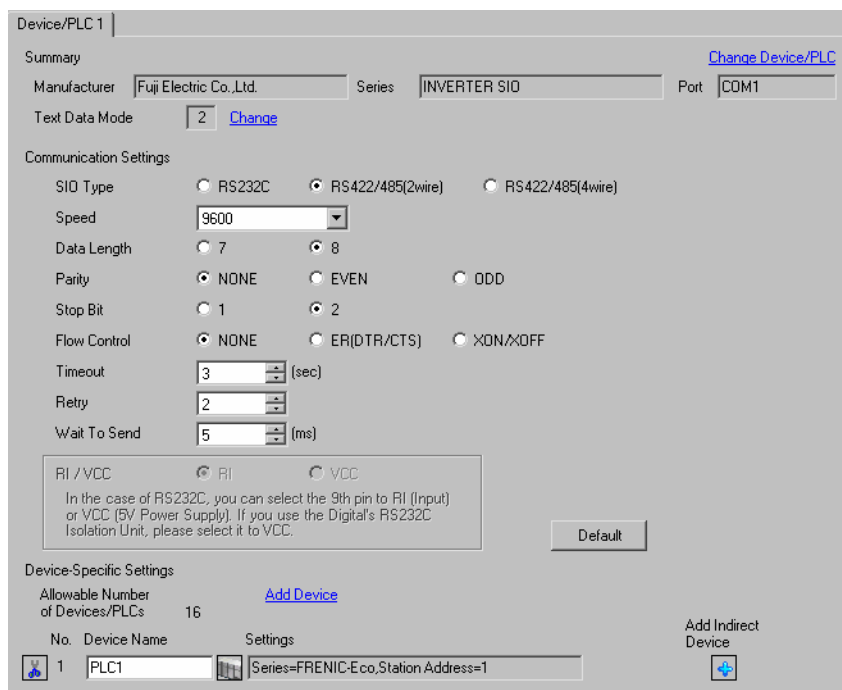 Device/PLC 1
Summary
Change Device/PLC
Manufacturer Fuji Electric Co.,Ltd. Series INVERTER SIO Port COM1
Text Data Mode 2 Change
Communication Settings
SIO Type RS232C RS422/485(2wire) RS422/485(4wire)
Speed 9600
Data Length 7 8
Parity NONE EVEN ODD
Stop Bit 1 2
Flow Control NONE ER(DTR/CTS) XON/XOFF
Timeout 3 (sec)
Retry 2
Wait To Send 5 (ms)
RI / VCC RI VCC
In the case of RS232C, you can select the 9th pin to RI (Input)
or VCC (5V Power Supply). If you use the Digital's RS232C
Isolation Unit, please select it to VCC.
Default
Device-Specific Settings
Allowable Number
of Devices/PLCs 16
Add Device
Add Indirect
Device
No. Device Name Settings
1 PLC1 Series=FRENIC-Eco,Station Address=1